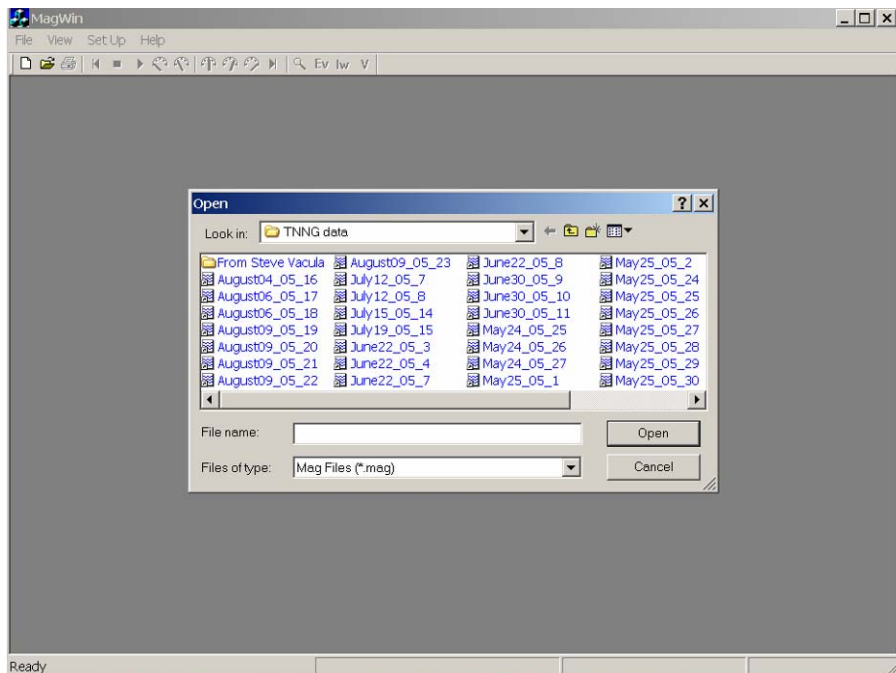 MagWin
File View Set Up Help
Ev Iw V
Open
Look in: TNNG data
From Steve Vacula August09_05_23 June22_05_8 May25_05_2
August04_05_16 July12_05_7 June30_05_9 May25_05_24
August06_05_17 July12_05_8 June30_05_10 May25_05_25
August06_05_18 July15_05_14 June30_05_11 May25_05_26
August09_05_19 July19_05_15 May24_05_25 May25_05_27
August09_05_20 June22_05_3 May24_05_26 May25_05_28
August09_05_21 June22_05_4 May24_05_27 May25_05_29
August09_05_22 June22_05_7 May25_05_1 May25_05_30
File name: Open
Files of type: Mag Files (*.mag) Cancel
Ready